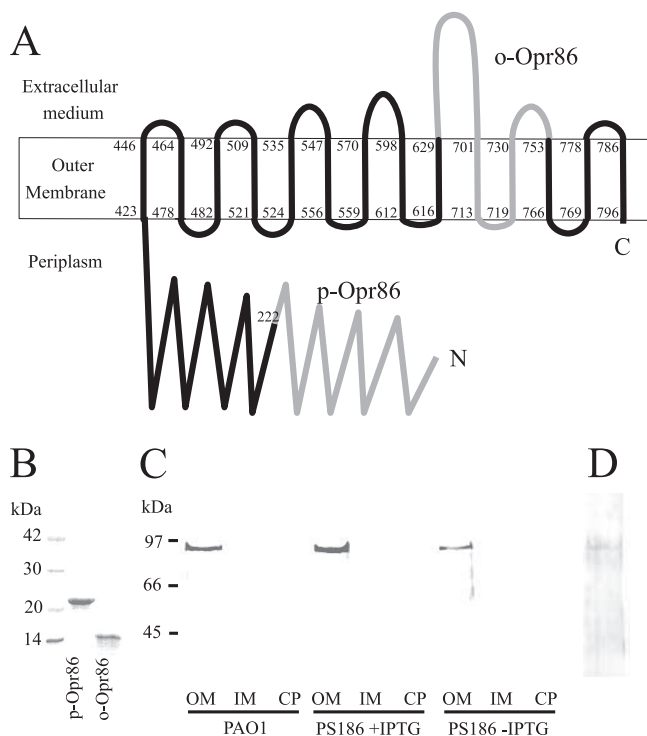 A
o-Opr86
Extracellular
medium
446 464 492 509 535 547 570 598 629 701 730 753 778 786
Outer
Membrane
423 478 482 521 524 556 559 612 616 713 719 766 769 796
C
Periplasm
p-Opr86
222
N
B C D
kDa kDa
42 97
30 66
20 45
14
p-Opr86 o-Opr86
OM IM CP OM IM CP OM IM CP
PAO1 PS186 +IPTG PS186 -IPTG